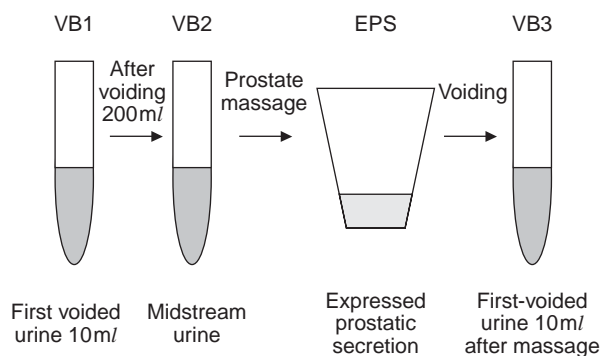 VB1
VB2
EPS
VB3
After
voiding
200ml
Prostate
massage
Voiding
First voided
urine 10ml
Midstream
urine
Expressed
prostatic
secretion
First-voided
urine 10ml
after massage